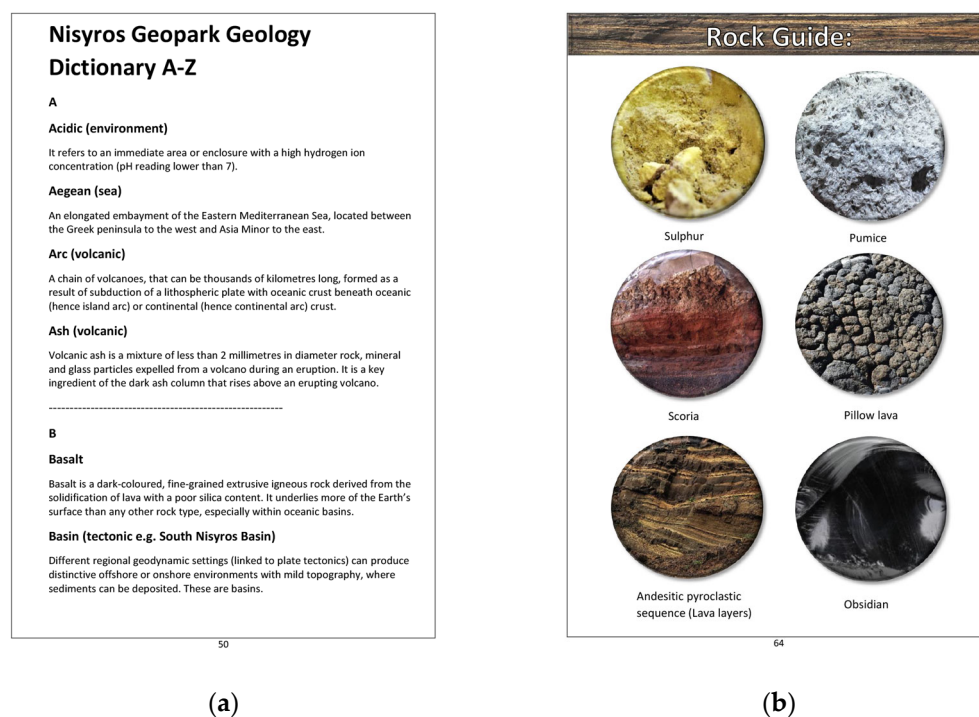 Nisyros Geopark Geology
Dictionary A-Z
A
Acidic (environment)
It refers to an immediate area or enclosure with a high hydrogen ion
concentration (pH reading lower than 7).
Aegean (sea)
An elongated embayment of the Eastern Mediterranean Sea, located between
the Greek peninsula to the west and Asia Minor to the east.
Arc (volcanic)
A chain of volcanoes, that can be thousands of kilometres long, formed as a
result of subduction of a lithospheric plate with oceanic crust beneath oceanic
(hence island arc) or continental (hence continental arc) crust.
Ash (volcanic)
Volcanic ash is a mixture of less than 2 millimetres in diameter rock, mineral
and glass particles expelled from a volcano during an eruption. It is a key
ingredient of the dark ash column that rises above an erupting volcano.
--------------------------------------------------------
B
Basalt
Basalt is a dark-coloured, fine-grained extrusive igneous rock derived from the
solidification of lava with a poor silica content. It underlies more of the Earth's
surface than any other rock type, especially within oceanic basins.
Basin (tectonic e.g. South Nisyros Basin)
Different regional geodynamic settings (linked to plate tectonics) can produce
distinctive offshore or onshore environments with mild topography, where
sediments can be deposited. These are basins.
50
(a)
Rock Guide:
Sulphur
Pumice
Scoria
Pillow lava
Andesitic pyroclastic
sequence (Lava layers)
Obsidian
64
(b)